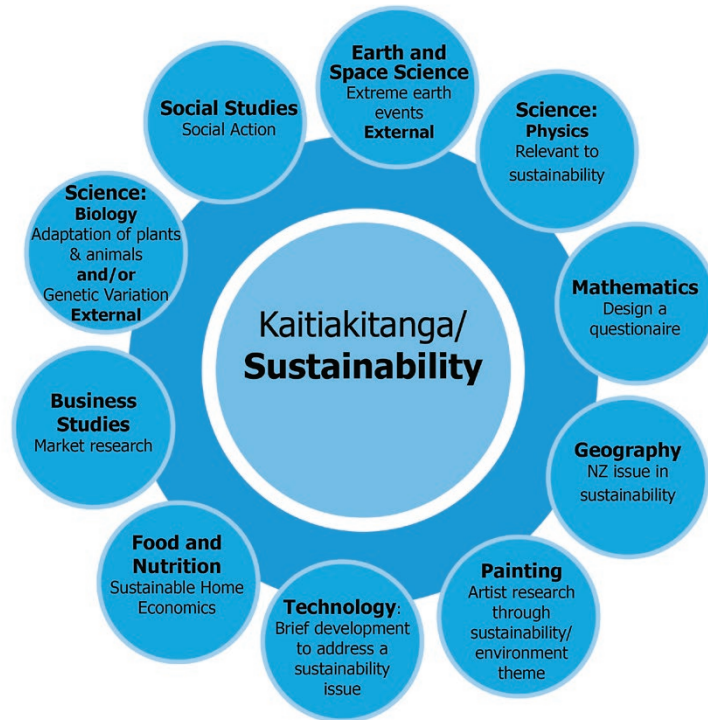 Kaitiakitanga/
Sustainability
Earth and
Space Science
Extreme earth
events
External
Science:
Physics
Relevant to
sustainability
Mathematics
Design a
questionaire
Geography
NZ issue in
sustainability
Painting
Artist research
through
sustainability/
environment
theme
Technology:
Brief development
to address a
sustainability
issue
Food and
Nutrition
Sustainable Home
Economics
Business
Studies
Market research
Science:
Biology
Adaptation of plants
& animals
and/or
Genetic Variation
External
Social Studies
Social Action